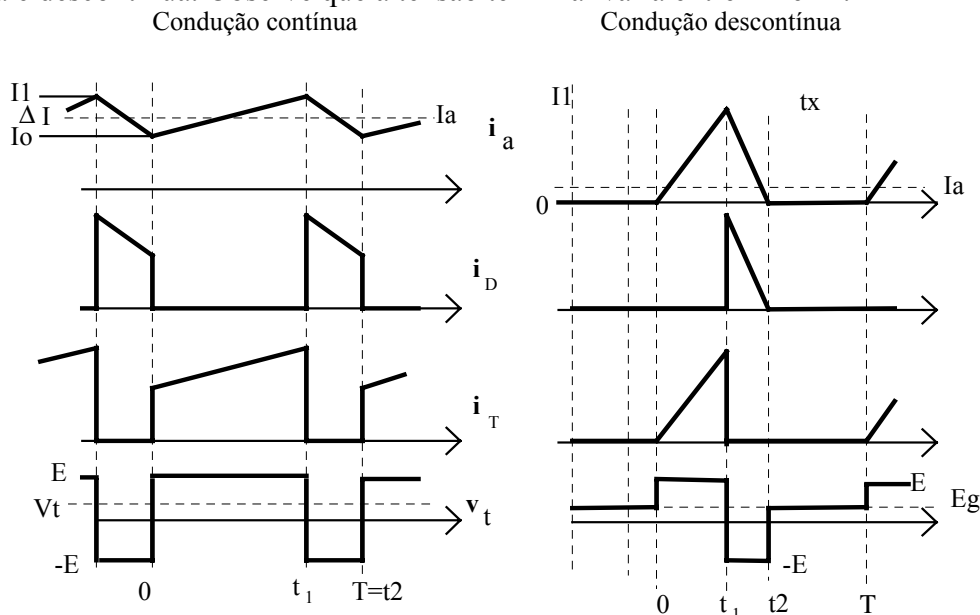 Condução contínua
Condução descontínua
I1
Δ I
Io
Ia
i a
I1
tx
0
Ia
i D
i T
E
Vt
-E
v t
E
Eg
-E
0
t 1
T=t2
0
t 1
t2
T